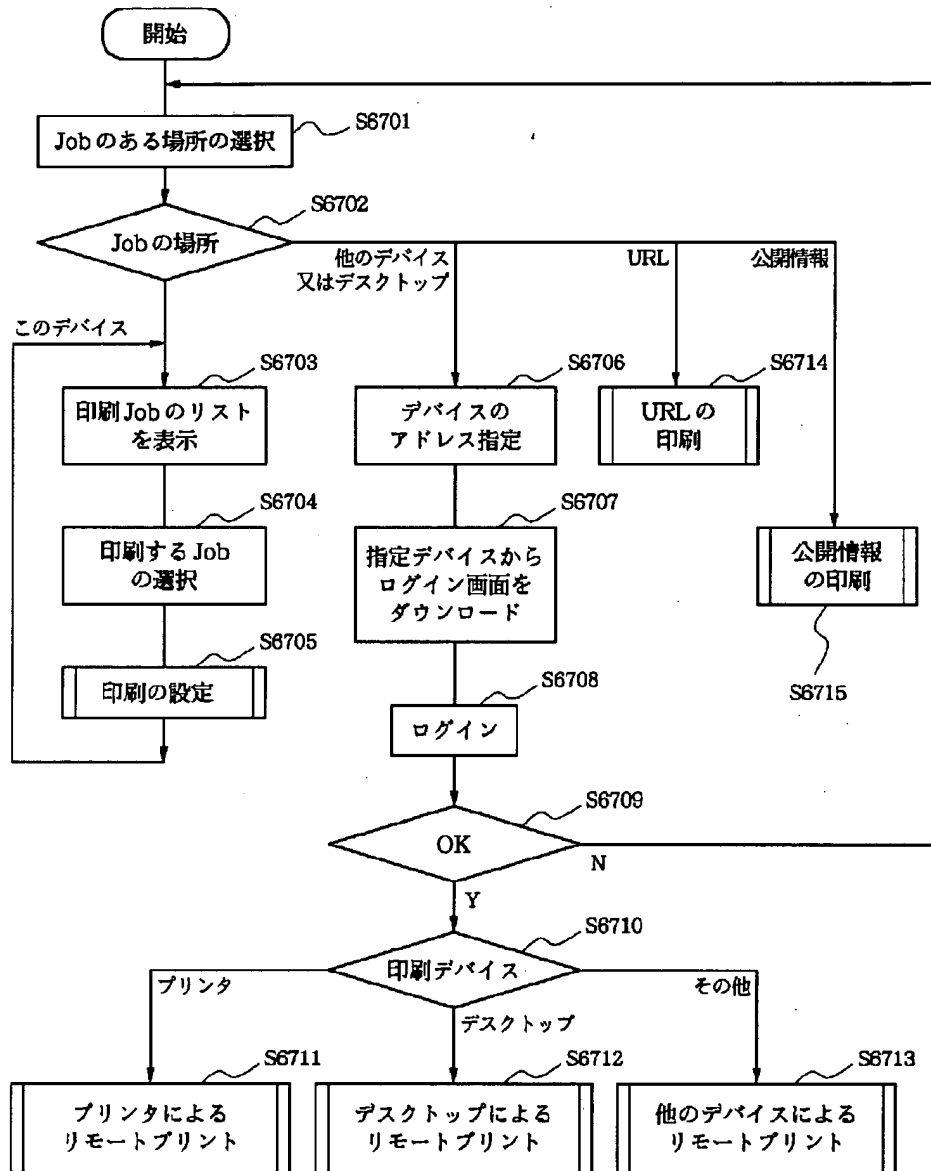 開始
Jobのある場所の選択
S6701
Jobの場所
S6702
他のデバイス
又はデスクトップ
URL
公開情報
このデバイス
S6703
印刷Jobのリスト
を表示
S6706
デバイスの
アドレス指定
S6714
URLの
印刷
S6704
印刷するJob
の選択
S6707
指定デバイスから
ログイン画面を
ダウンロード
公開情報
の印刷
S6715
S6705
印刷の設定
S6708
ログイン
S6709
OK
N
Y
S6710
印刷デバイス
プリンタ
デスクトップ
その他
S6711
プリンタによる
リモートプリント
S6712
デスクトップによる
リモートプリント
S6713
他のデバイスによる
リモートプリント